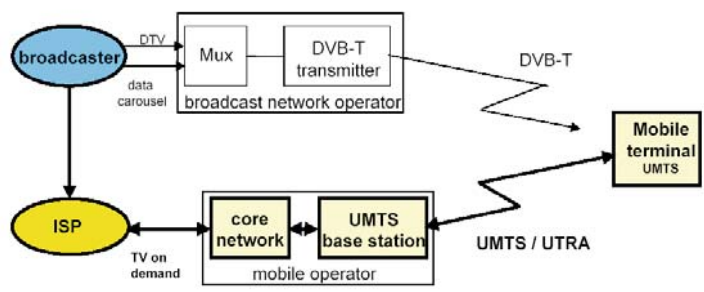 DTV
broadcaster
data
carousel
Mux
DVB-T
transmitter
broadcast network operator
DVB-T
Mobile
terminal
UMTS
ISP
TV on
demand
core
network
UMTS
base station
mobile operator
UMTS / UTRA